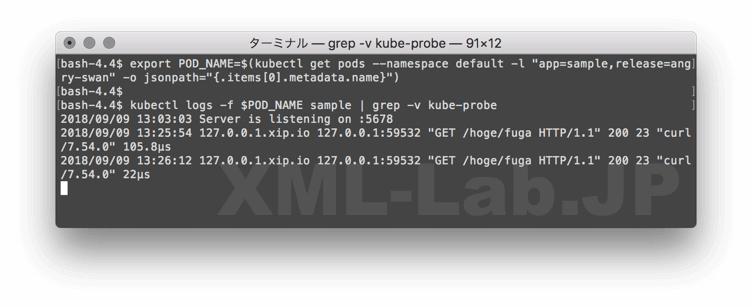 ターミナル — grep -v kube-probe — 91×12
[bash-4.4$ export POD_NAME=$(kubectl get pods --namespace default -l "app=sample,release=ang]
ry-swan" -o jsonpath="{.items[0].metadata.name}")
[bash-4.4$ ]
[bash-4.4$ kubectl logs -f $POD_NAME sample | grep -v kube-probe ]
2018/09/09 13:03:03 Server is listening on :5678
2018/09/09 13:25:54 127.0.0.1.xip.io 127.0.0.1:59532 "GET /hoge/fuga HTTP/1.1" 200 23 "curl
/7.54.0" 105.8µs
2018/09/09 13:26:12 127.0.0.1.xip.io 127.0.0.1:59532 "GET /hoge/fuga HTTP/1.1" 200 23 "curl
/7.54.0" 22µs
XML-Lab.JP